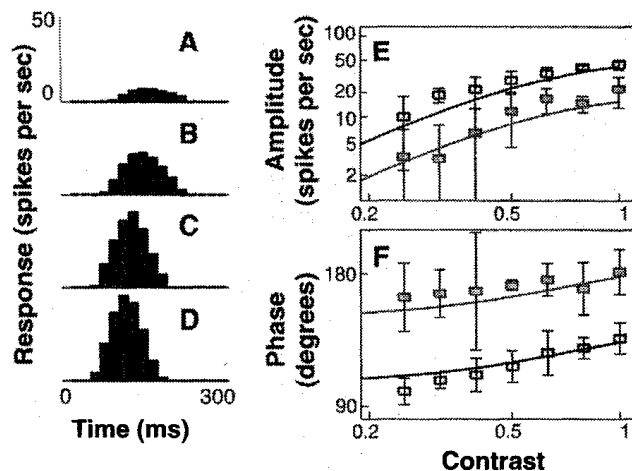 50
0
A
B
C
D
Response (spikes per sec)
0
300
Time (ms)
E
Amplitude
(spikes per sec)
100
50
20
10
5
2
0.2
0.5
1
F
Phase
(degrees)
180
90
0.2
0.5
1
Contrast